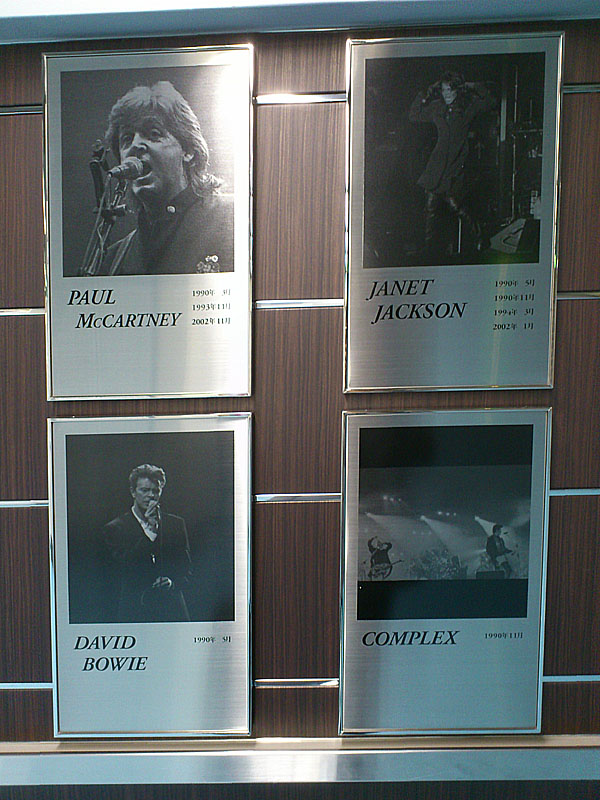 PAUL
McCARTNEY
1990年 3月
1993年11月
2002年11月
JANET
JACKSON
1990年 5月
1990年11月
1994年 3月
2002年 1月
DAVID
BOWIE
1990年 5月
COMPLEX
1990年11月